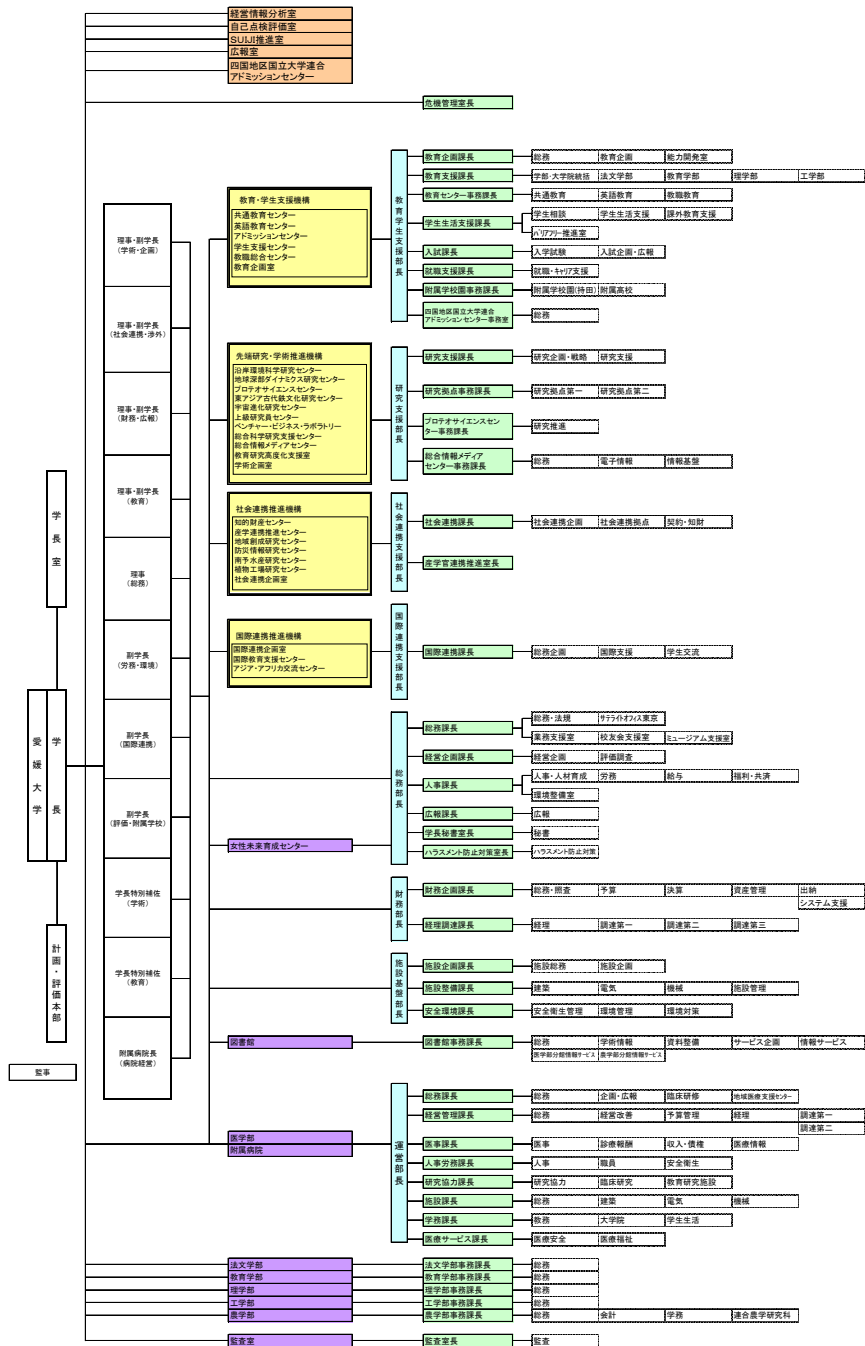 経営情報分析室
自己点検評価室
SUIJI推進室
広報室
四国地区国立大学連合
アドミッションセンター
危機管理室長
学長室
愛媛大学
学長
計画・評価本部
監事
理事・副学長
(学術・企画)
理事・副学長
(社会連携・渉外)
理事・副学長
(財務・広報)
理事・副学長
(教育)
理事
(総務)
副学長
(労務・環境)
副学長
(国際連携)
副学長
(評価・附属学校)
学長特別補佐
(学術)
学長特別補佐
(教育)
附属病院長
(病院経営)
教育・学生支援機構
共通教育センター
英語教育センター
アドミッションセンター
学生支援センター
教職総合センター
教育企画室
教育学生支援部長
教育企画課長
総務 教育企画 能力開発室
教育支援課長
学部・大学院統括 法文学部 教育学部 理学部 工学部
教育センター事務課長
共通教育 英語教育 教職教育
学生生活支援課長
学生相談 学生生活支援 課外教育支援
バリアフリー推進室
入試課長
入学試験 入試企画・広報
就職支援課長
就職・キャリア支援
附属学校園事務課長
附属学校園(持田) 附属高校
四国地区国立大学連合
アドミッションセンター事務室
総務
先端研究・学術推進機構
沿岸環境科学研究センター
地球深部ダイナミクス研究センター
プロテオサイエンスセンター
東アジア古代鉄文化研究センター
宇宙進化研究センター
上級研究員センター
ベンチャー・ビジネス・ラボラトリー
総合科学研究支援センター
総合情報メディアセンター
教育研究高度化支援室
学術企画室
研究支援部長
研究支援課長
研究企画・戦略 研究支援
研究拠点事務課長
研究拠点第一 研究拠点第二
プロテオサイエンスセン
ター事務課長
研究推進
総合情報メディア
センター事務課長
総務 電子情報 情報基盤
社会連携推進機構
知的財産センター
産学連携推進センター
地域創成研究センター
防災情報研究センター
南予水産研究センター
植物工場研究センター
社会連携企画室
社会連携支援部長
社会連携課長
社会連携企画 社会連携拠点 契約・知財
産学官連携推進室長
国際連携推進機構
国際連携企画室
国際教育支援センター
アジア・アフリカ交流センター
国際連携支援部長
国際連携課長
総務企画 国際支援 学生交流
総務部長
総務課長
総務・法規 サテライトオフィス東京
業務支援室 校友会支援室 ミュージアム支援室
経営企画課長
経営企画 評価調査
人事課長
人事・人材育成 労務 給与 福利・共済
環境整備室
広報課長
広報
学長秘書室長
秘書
女性未来育成センター
ハラスメント防止対策室長
ハラスメント防止対策
財務部長
財務企画課長
総務・照査 予算 決算 資産管理 出納
システム支援
経理調達課長
経理 調達第一 調達第二 調達第三
施設基盤部長
施設企画課長
施設総務 施設企画
施設整備課長
建築 電気 機械 施設管理
安全環境課長
安全衛生管理 環境管理 環境対策
図書館
図書館事務課長
総務 学術情報 資料整備 サービス企画 情報サービス
医学部分館情報サービス 農学部分館情報サービス
医学部
附属病院
運営部長
総務課長
総務 企画・広報 臨床研修 地域医療支援センター
経営管理課長
総務 経営改善 予算管理 経理 調達第一
調達第二
医事課長
医事 診療報酬 収入・債権 医療情報
人事労務課長
人事 職員 安全衛生
研究協力課長
研究協力 臨床研究 教育研究施設
施設課長
総務 建築 電気 機械
学務課長
教務 大学院 学生生活
医療サービス課長
医療安全 医療福祉
法文学部
法文学部事務課長
総務
教育学部
教育学部事務課長
総務
理学部
理学部事務課長
総務
工学部
工学部事務課長
総務
農学部
農学部事務課長
総務 会計 学務 連合農学研究科
監査室
監査室長
監査